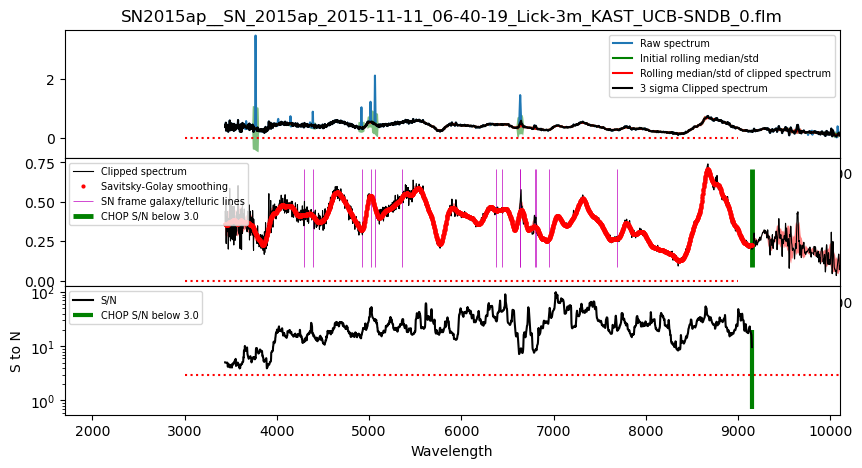 SN2015ap__SN_2015ap_2015-11-11_06-40-19_Lick-3m_KAST_UCB-SNDB_0.flm
2
0
Raw spectrum
Initial rolling median/std
Rolling median/std of clipped spectrum
3 sigma Clipped spectrum
00
0.75
0.50
0.25
0.00
Clipped spectrum
Savitsky-Golay smoothing
SN frame galaxy/telluric lines
CHOP S/N below 3.0
00
S to N
10²
10¹
10⁰
S/N
CHOP S/N below 3.0
2000 3000 4000 5000 6000 7000 8000 9000 10000
Wavelength